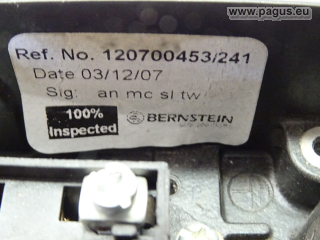 www.pagus.eu
Ref. No. 120700453/241
Date 03/12/07
Sig: an mc sl tw
100%
Inspected
BERNSTEIN